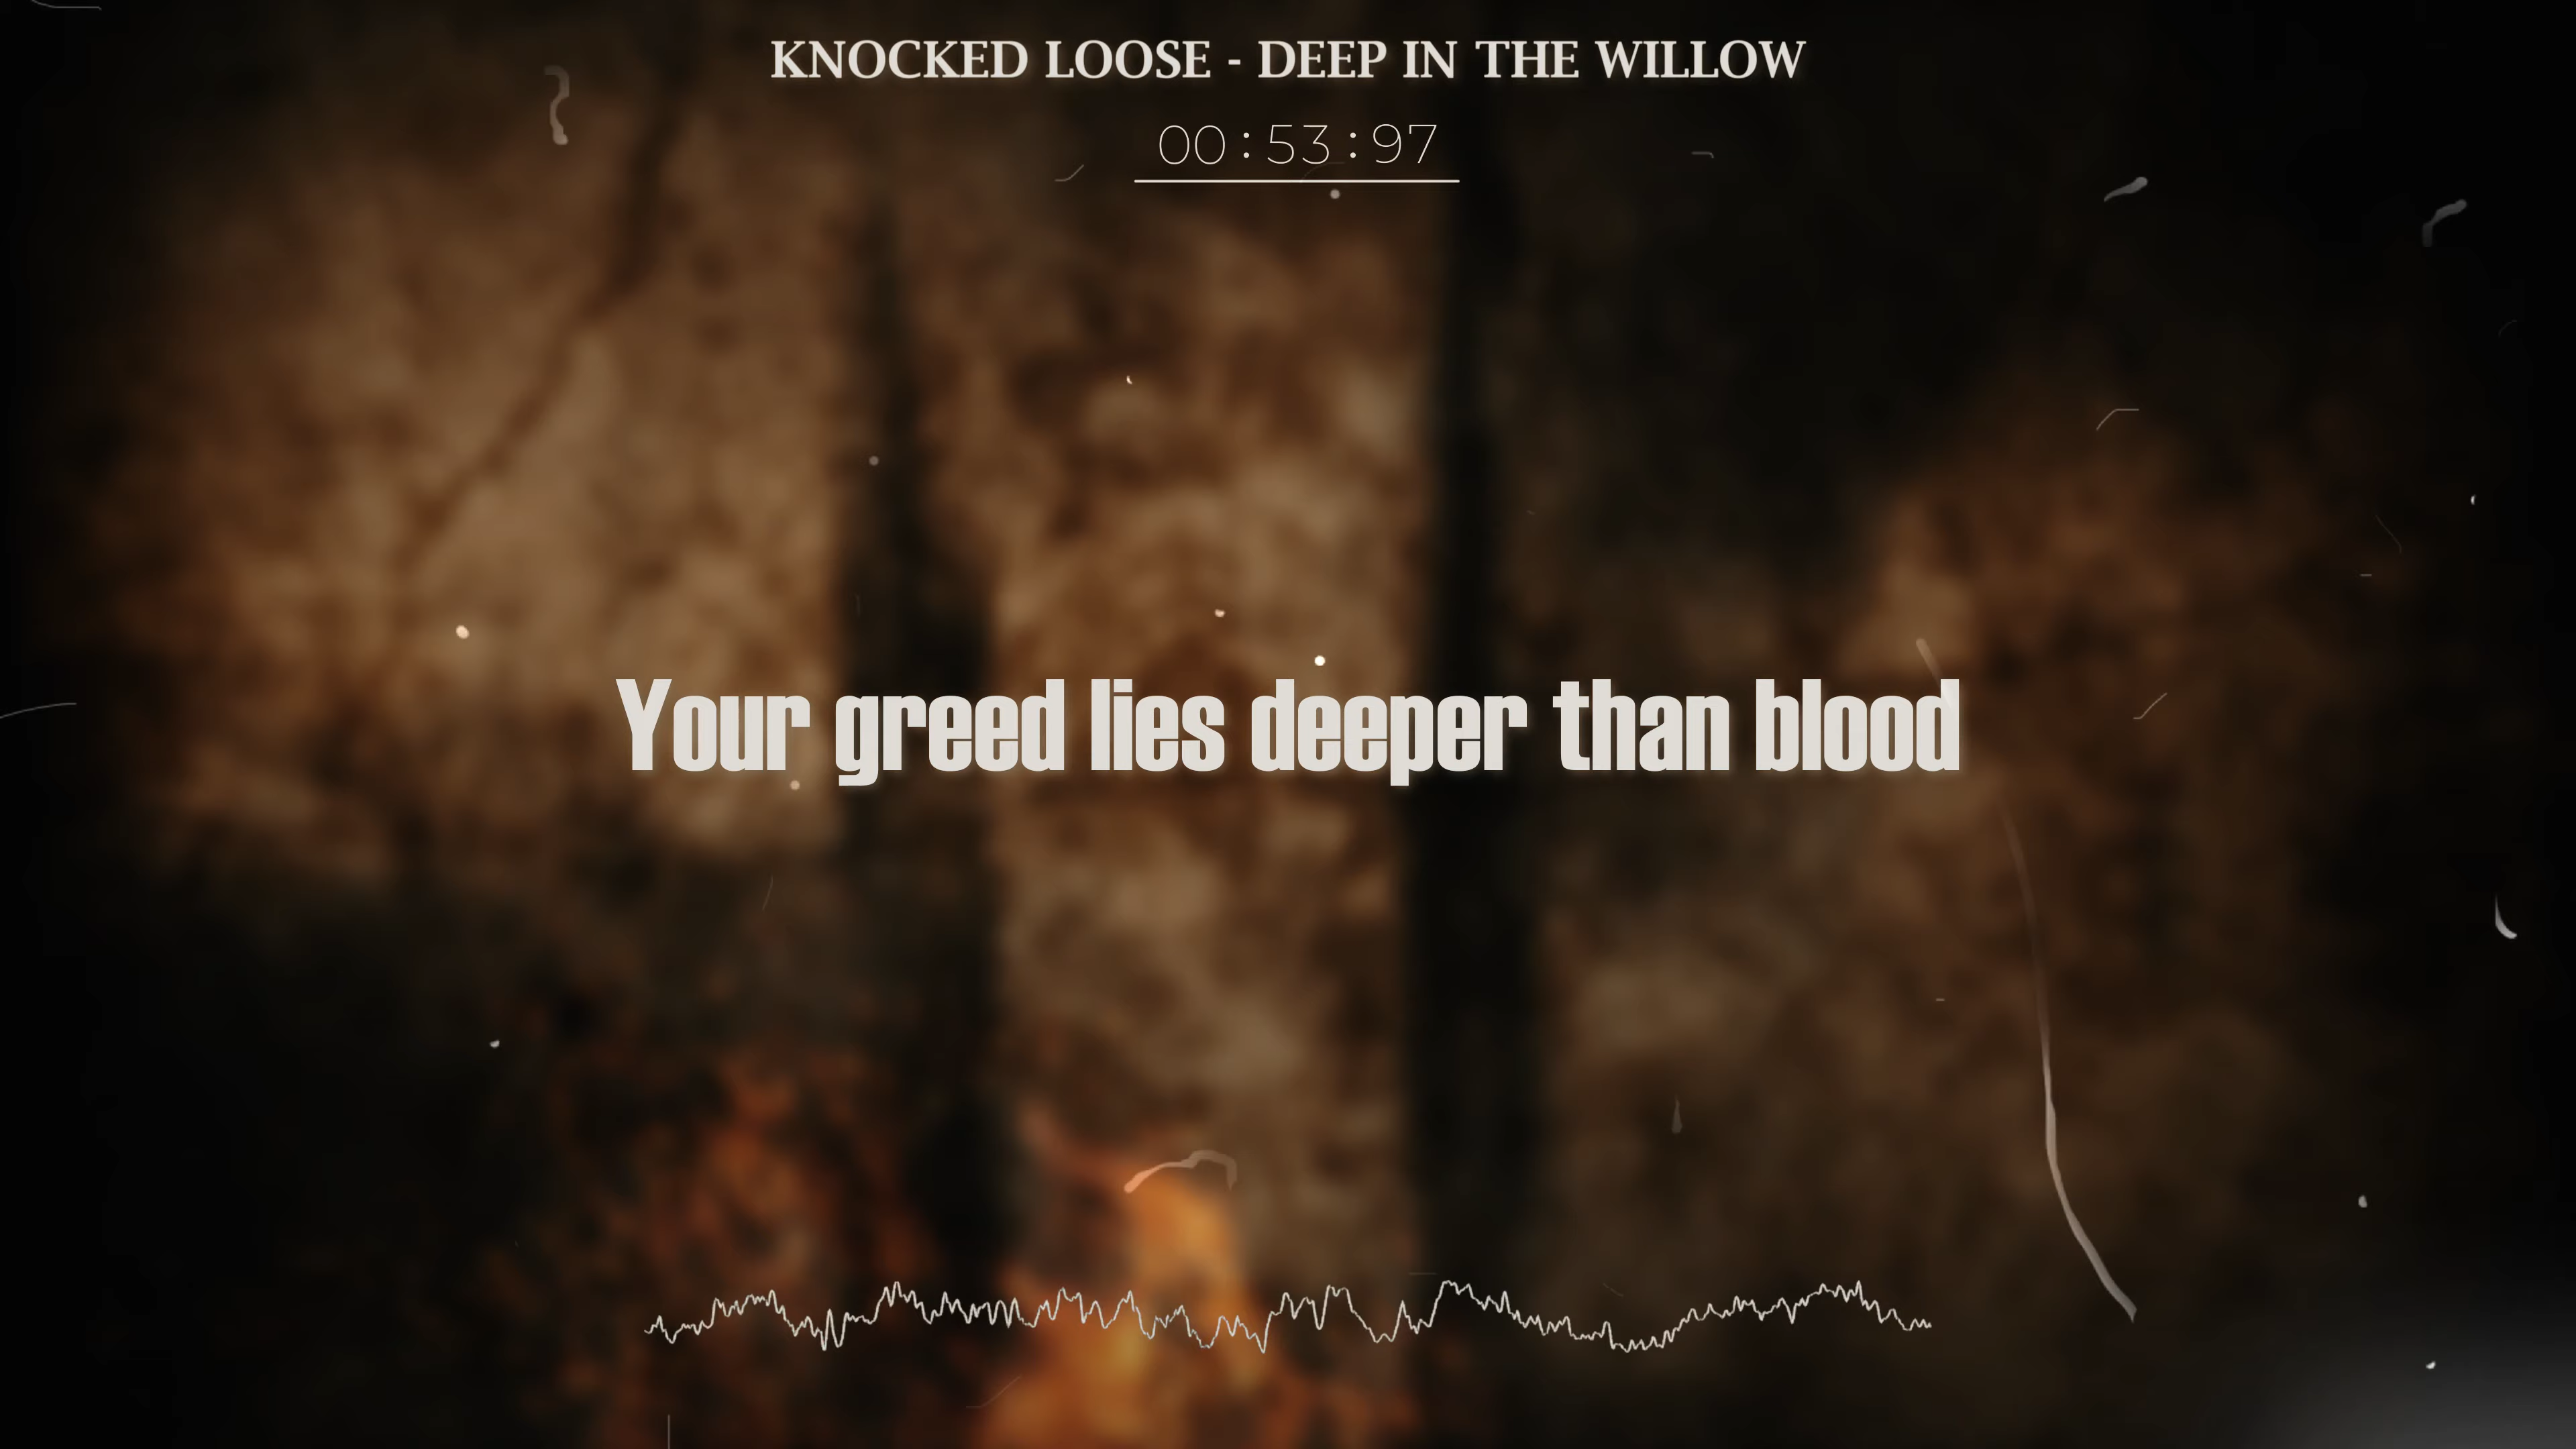 KNOCKED LOOSE - DEEP IN THE WILLOW
00:53:97
Your greed lies deeper than blood